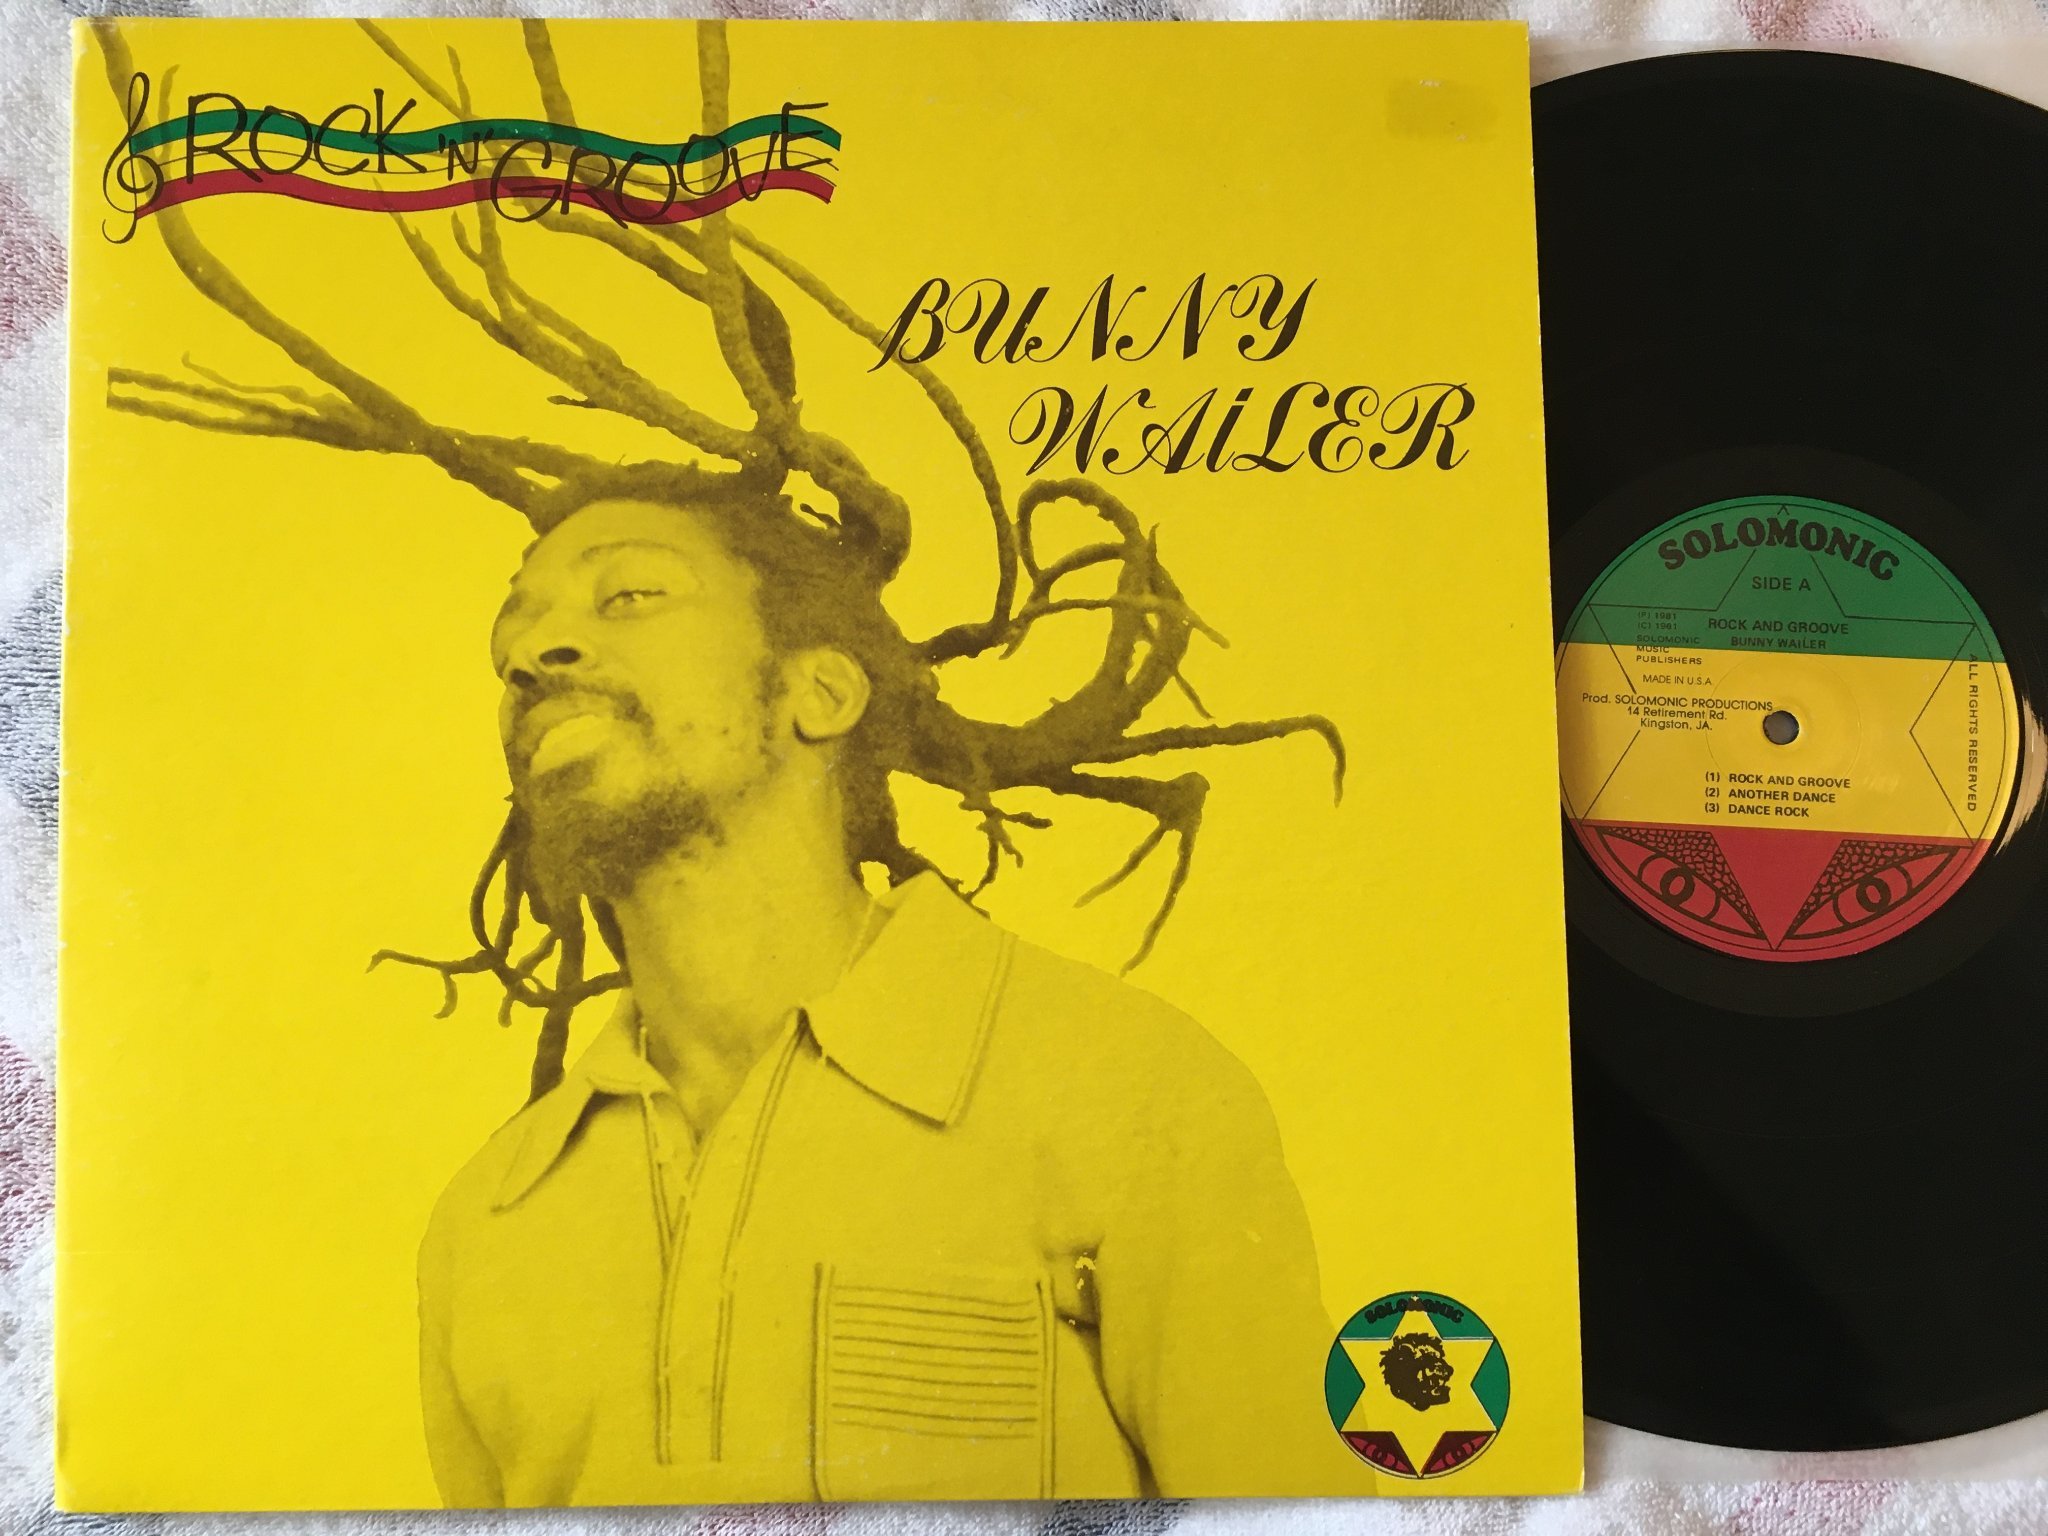 ROCK 'N' GROOVE
BUNNY
WAiLER
SOLOMONIC
SOLOMONIC
SIDE A
(P) 1981
(C) 1981
SOLOMONIC
MUSIC
PUBLISHERS
ROCK AND GROOVE
BUNNY WAiLER
MADE IN U.S.A.
Prod. SOLOMONIC PRODUCTIONS
14 Retirement Rd.
Kingston, JA.
(1) ROCK AND GROOVE
(2) ANOTHER DANCE
(3) DANCE ROCK
ALL RIGHTS RESERVED